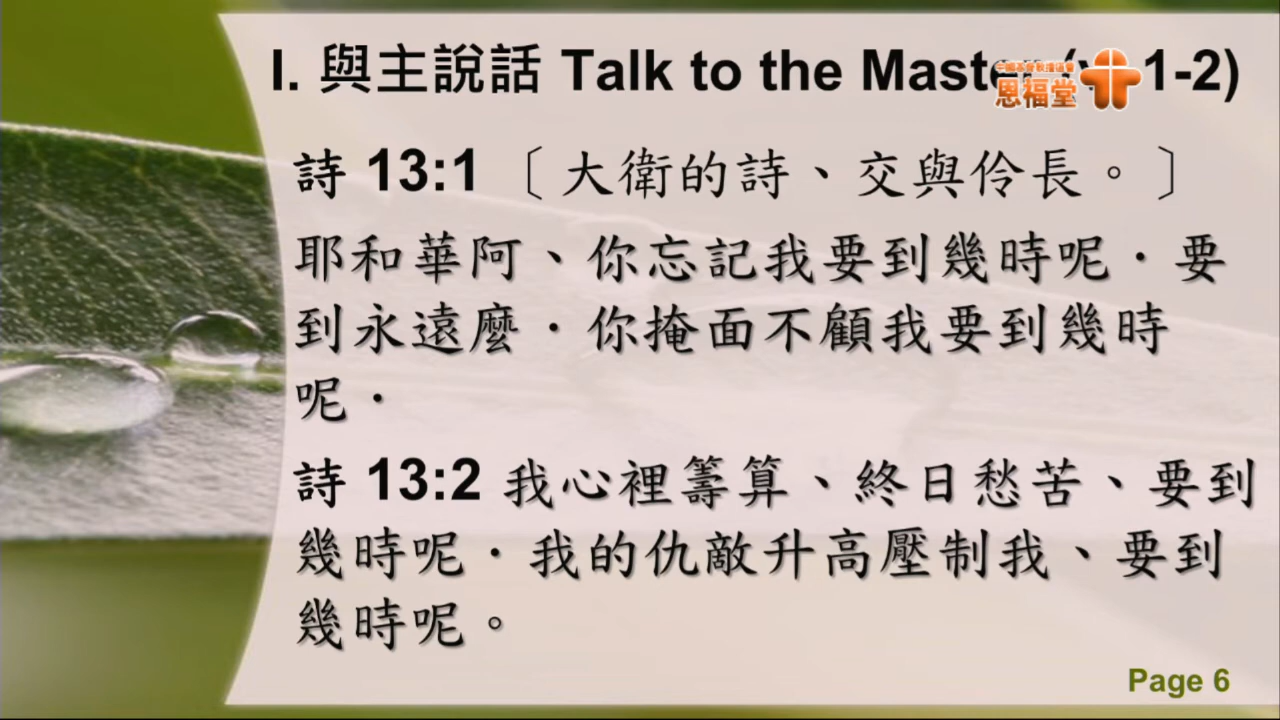 I. 與主說話 Talk to the Master (v. 1-2)
恩福堂
詩 13:1〔大衛的詩、交與伶長。〕
耶和華阿、你忘記我要到幾時呢．要
到永遠麼．你掩面不顧我要到幾時
呢．
詩 13:2 我心裡籌算、終日愁苦、要到
幾時呢．我的仇敵升高壓制我、要到
幾時呢。
Page 6